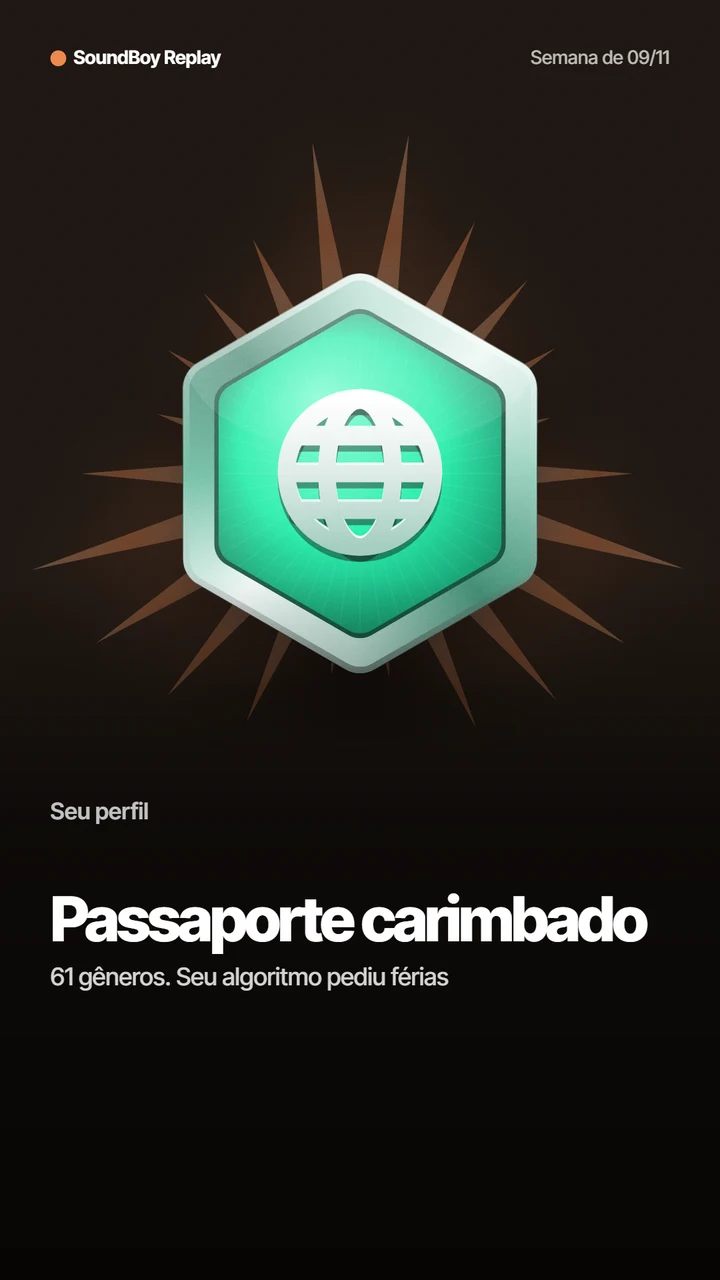 SoundBoy Replay
Semana de 09/11
Seu perfil
Passaporte carimbado
61 gêneros. Seu algoritmo pediu férias